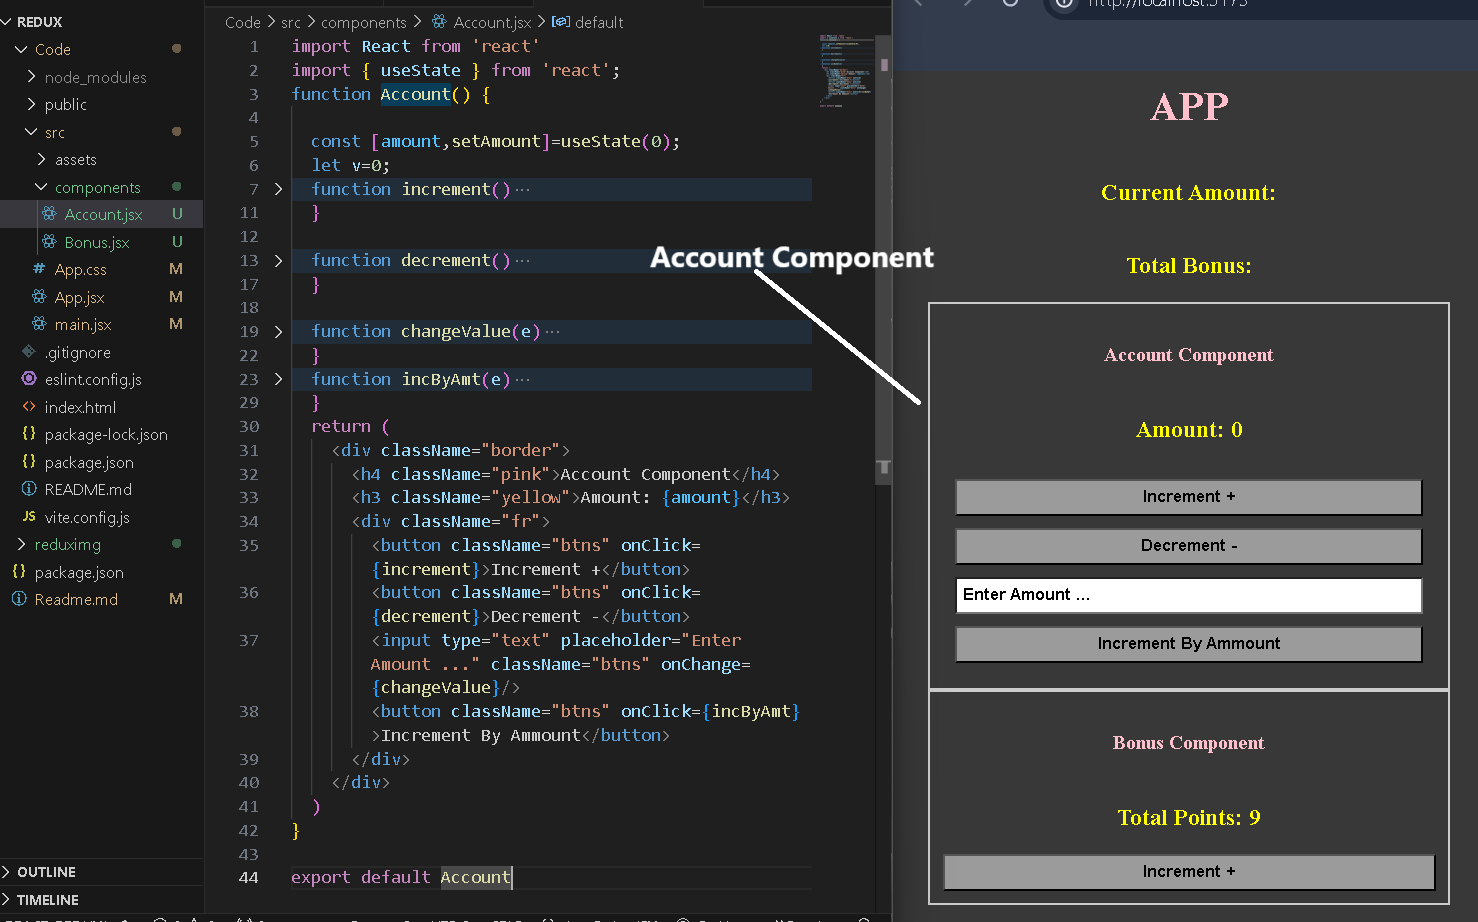 REDUX
Code
node_modules
public
src
assets
components
Account.jsx U
Bonus.jsx U
App.css M
App.jsx M
main.jsx M
.gitignore
eslint.config.js
index.html
package-lock.json
package.json
README.md
vite.config.js
reduximg
package.json
Readme.md M
OUTLINE
TIMELINE
Code > src > components > Account.jsx > default
1 import React from 'react'
2 import { useState } from 'react';
3 function Account() {
4
5 const [amount,setAmount]=useState(0);
6 let v=0;
7 function increment()···
11 }
12
13 function decrement()···
17 }
18
19 function changeValue(e)···
22 }
23 function incByAmt(e)···
29 }
30 return (
31 <div className="border">
32 <h4 className="pink">Account Component</h4>
33 <h3 className="yellow">Amount: {amount}</h3>
34 <div className="fr">
35 <button className="btns" onClick=
{increment}>Increment +</button>
36 <button className="btns" onClick=
{decrement}>Decrement -</button>
37 <input type="text" placeholder="Enter
Amount ..." className="btns" onChange=
{changeValue}/>
38 <button className="btns" onClick={incByAmt}
>Increment By Ammount</button>
39 </div>
40 </div>
41 )
42 }
43
44 export default Account
Account Component
http://localhost:5173
APP
Current Amount:
Total Bonus:
Account Component
Amount: 0
Increment +
Decrement -
Enter Amount ...
Increment By Ammount
Bonus Component
Total Points: 9
Increment +